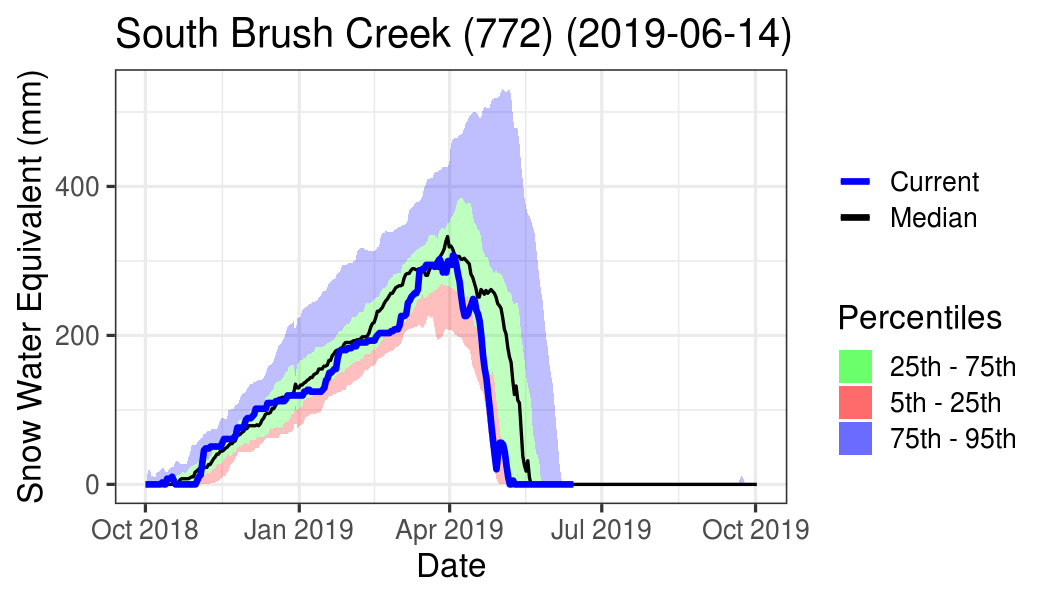 South Brush Creek (772) (2019-06-14)
Snow Water Equivalent (mm)
400
200
0
Oct 2018
Jan 2019
Apr 2019
Jul 2019
Oct 2019
Date
Current
Median
Percentiles
25th - 75th
5th - 25th
75th - 95th